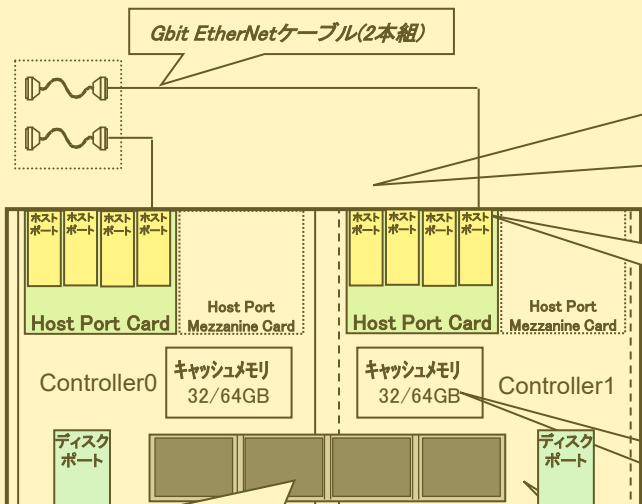 Gbit EtherNetケーブル(2本組)
ホスト ホスト ホスト ホスト
ポート ポート ポート ポート
ホスト ホスト ホスト ホスト
ポート ポート ポート ポート
Host Port Card
Host Port
Mezzanine Card
Host Port Card
Host Port
Mezzanine Card
Controller0
キャッシュメモリ
32/64GB
キャッシュメモリ
32/64GB
Controller1
ディスク
ポート
ディスク
ポート